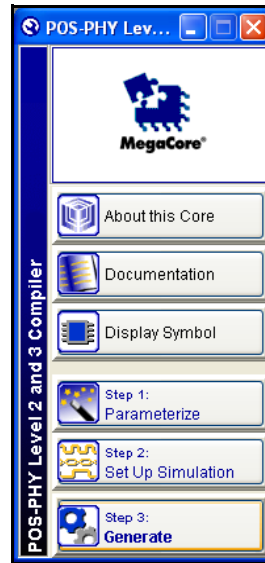 POS-PHY Lev...
MegaCore®
POS-PHY Level 2 and 3 Compiler
About this Core
Documentation
Display Symbol
Step 1:
Parameterize
Step 2:
Set Up Simulation
Step 3:
Generate